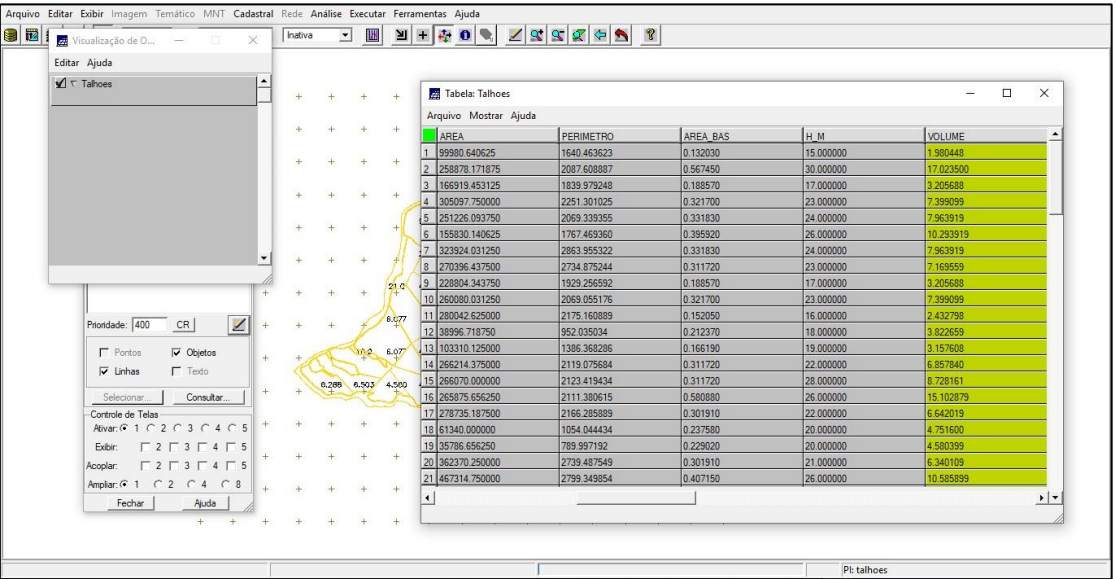 Arquivo Editar Exibir Imagem Temático MNT Cadastral Rede Análise Executar Ferramentas Ajuda
Inativa
Visualização de O...
Editar Ajuda
Talhoes
Prioridade: 400 CR
Pontos Objetos
Linhas Texto
Selecionar... Consultar...
Controle de Telas
Ativar: 1 2 3 4 5
Exibir: 2 3 4 5
Acoplar: 2 3 4 5
Ampliar: 1 2 4 8
Fechar Ajuda
8.077
6.077
6.288 6.503 4.580
Tabela: Talhoes
Arquivo Mostrar Ajuda
AREA PERIMETRO AREA_BAS H_M VOLUME
1 99980.640625 1640.463623 0.132030 15.000000 1.980448
2 258878.171875 2087.608887 0.567450 30.000000 17.023500
3 166919.453125 1839.979248 0.188570 17.000000 3.205688
4 305097.750000 2251.301025 0.321700 23.000000 7.399099
5 251226.093750 2069.339355 0.331830 24.000000 7.963919
6 155830.140625 1767.469360 0.395920 26.000000 10.293919
7 323924.031250 2863.955322 0.331830 24.000000 7.963919
8 270396.437500 2734.875244 0.311720 23.000000 7.169559
9 228804.343750 1929.256592 0.188570 17.000000 3.205688
10 260080.031250 2069.055176 0.321700 23.000000 7.399099
11 280042.625000 2175.160889 0.152050 16.000000 2.432798
12 38996.718750 952.035034 0.212370 18.000000 3.822659
13 103310.125000 1386.368286 0.166190 19.000000 3.157608
14 266214.375000 2119.075684 0.311720 22.000000 6.857840
15 266070.000000 2123.419434 0.311720 28.000000 8.728161
16 265875.656250 2111.380615 0.580880 26.000000 15.102879
17 278735.187500 2166.285889 0.301910 22.000000 6.642019
18 61340.000000 1054.044434 0.237580 20.000000 4.751600
19 35786.656250 789.997192 0.229020 20.000000 4.580399
20 362370.250000 2739.487549 0.301910 21.000000 6.340109
21 467314.750000 2799.349854 0.407150 26.000000 10.585899
PI: talhoes